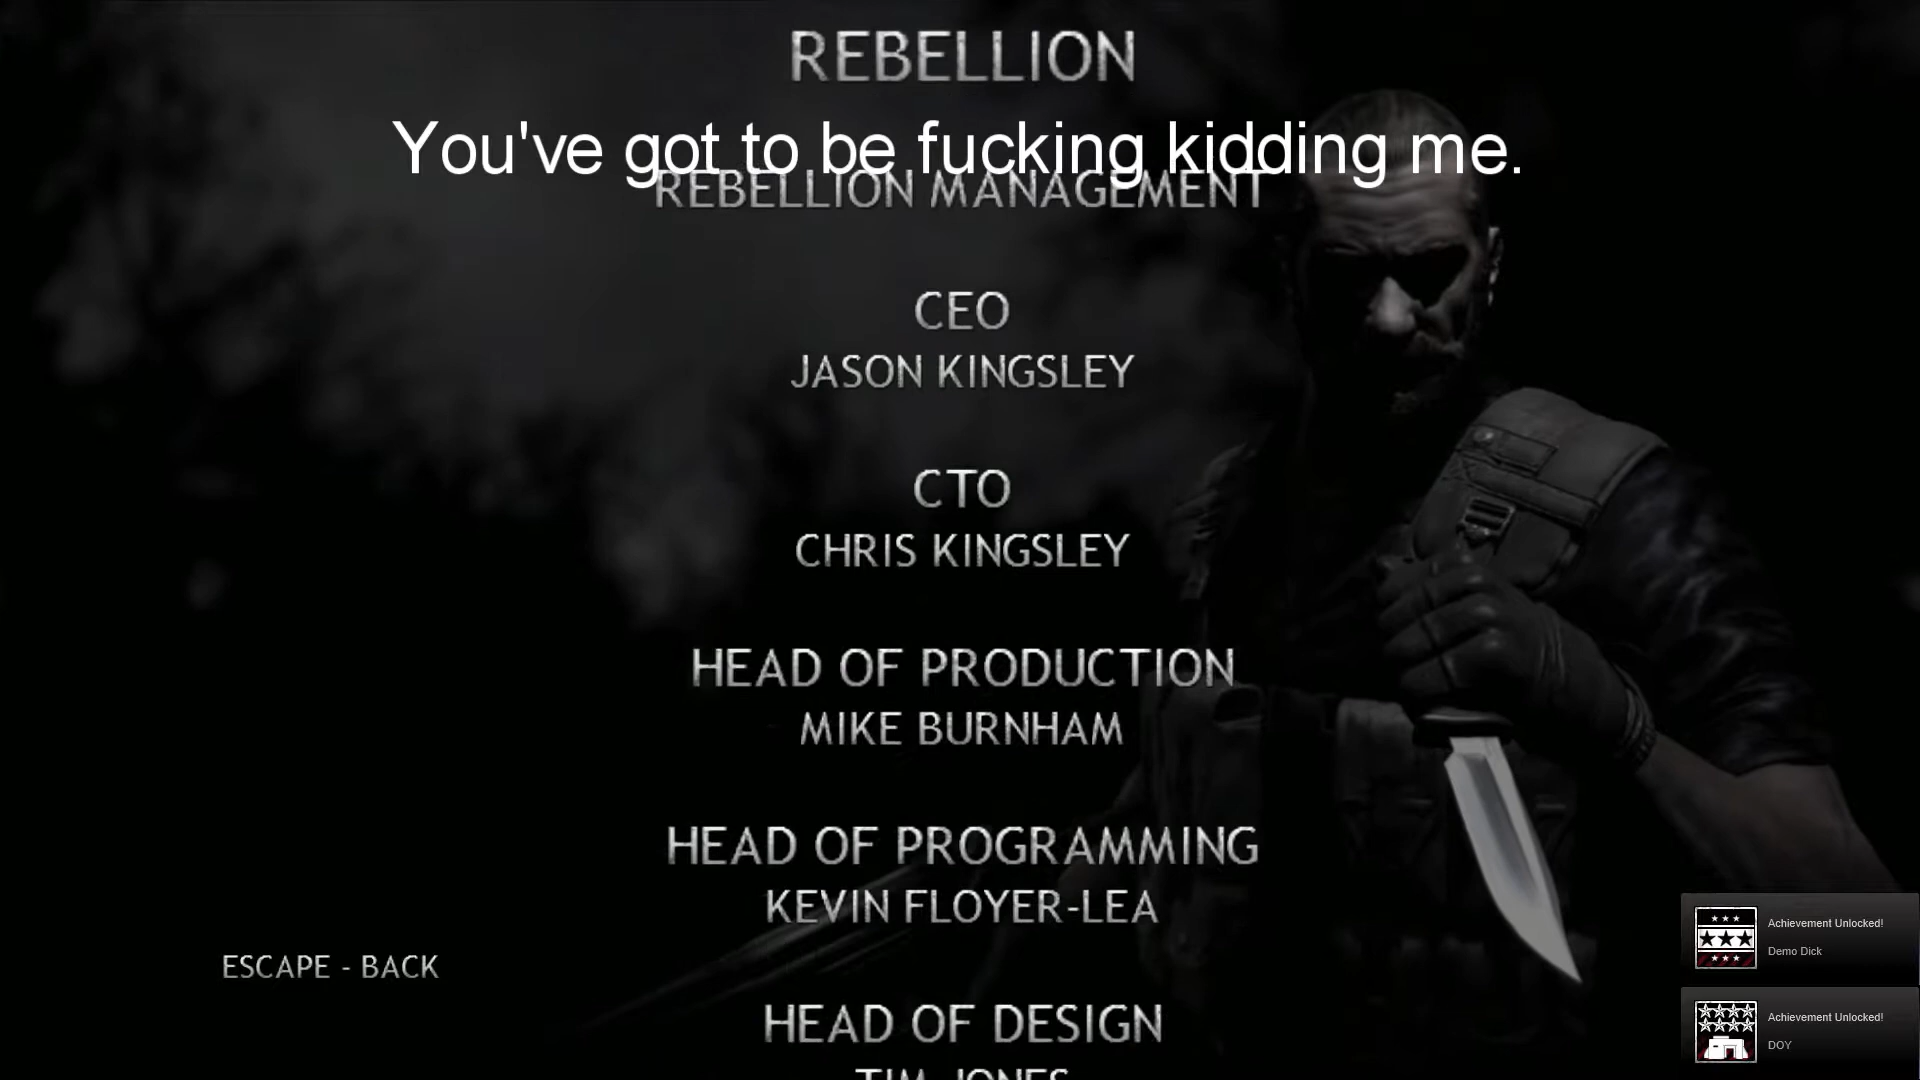 REBELLION
You've got to be fucking kidding me.
REBELLION MANAGEMENT
CEO
JASON KINGSLEY
CTO
CHRIS KINGSLEY
HEAD OF PRODUCTION
MIKE BURNHAM
HEAD OF PROGRAMMING
KEVIN FLOYER-LEA
HEAD OF DESIGN
TIM JONES
ESCAPE - BACK
Achievement Unlocked!
Demo Dick
Achievement Unlocked!
DOY